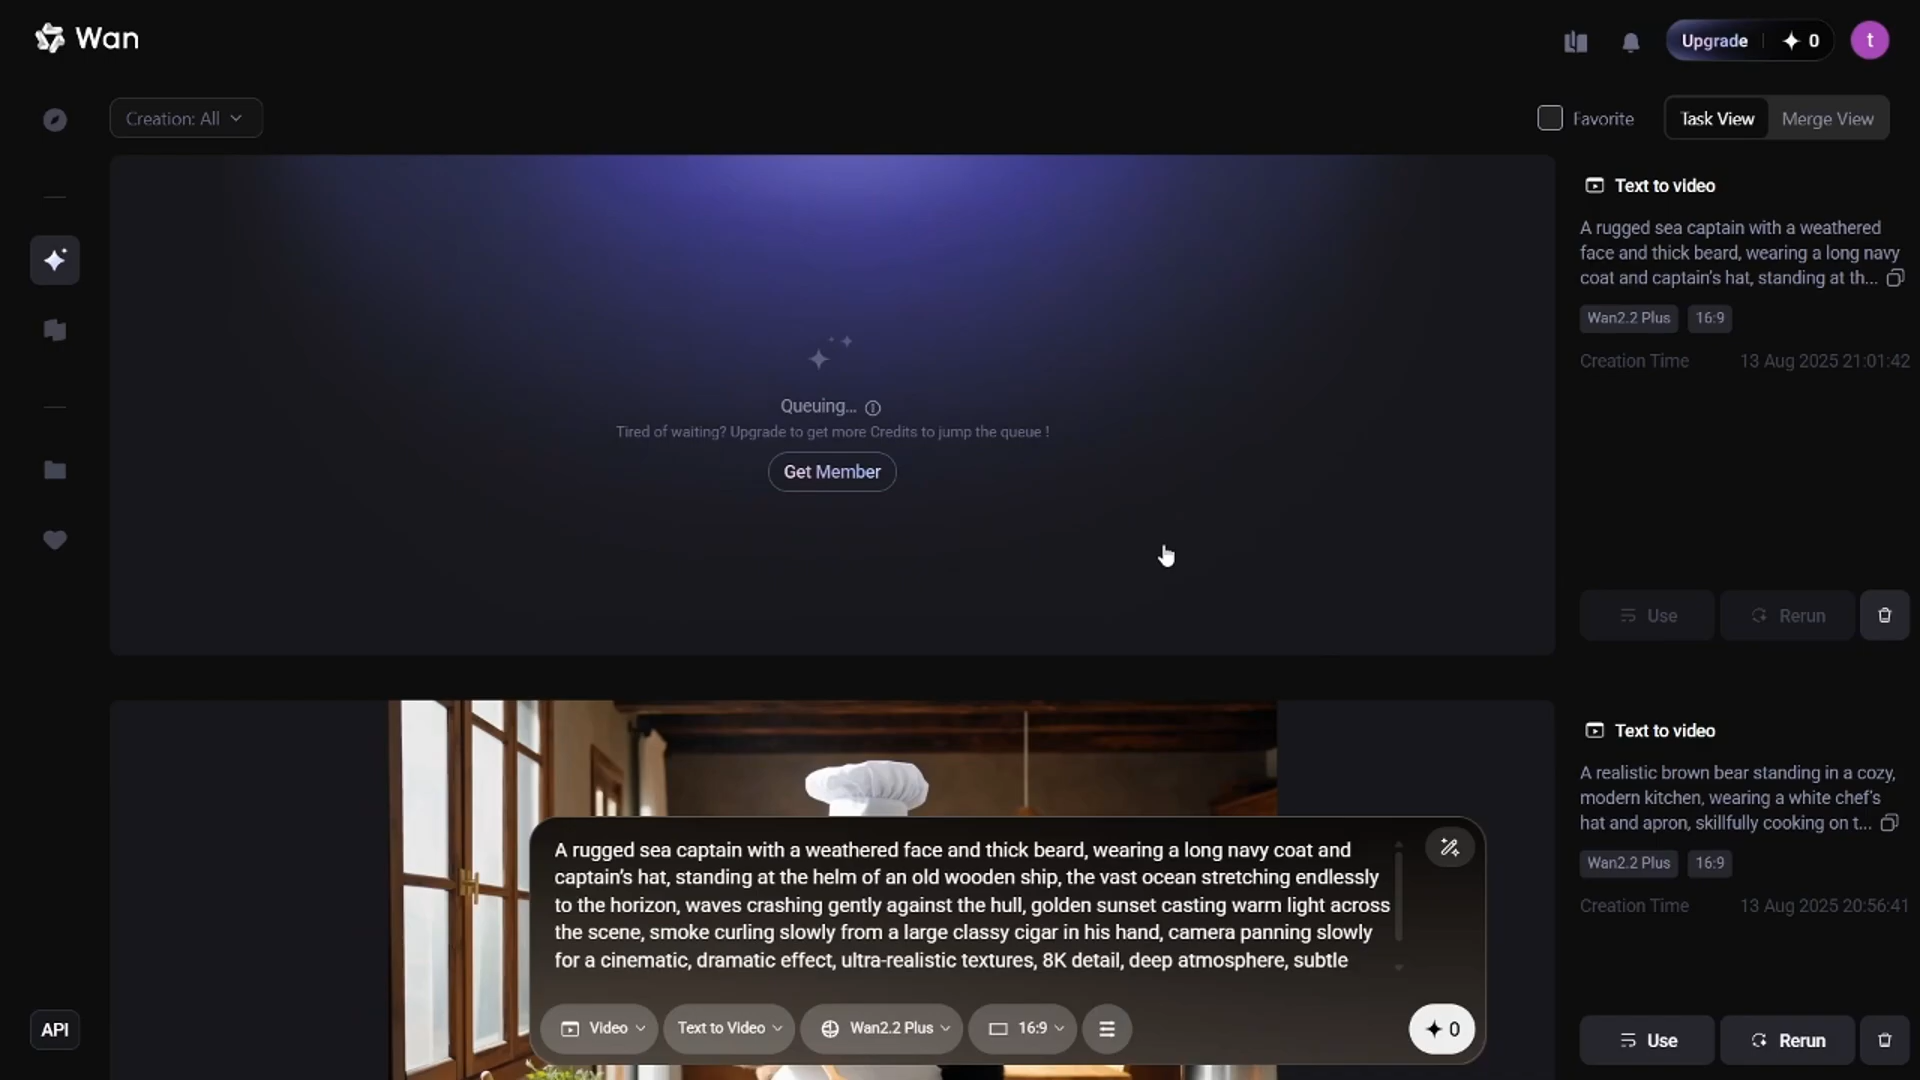 Wan
Upgrade
0
t
Creation: All
Favorite
Task View
Merge View
Text to video
A rugged sea captain with a weathered
face and thick beard, wearing a long navy
coat and captain's hat, standing at th...
Wan2.2 Plus
16:9
Creation Time
13 Aug 2025 21:01:42
Queuing...
Tired of waiting? Upgrade to get more Credits to jump the queue !
Get Member
Use
Rerun
Text to video
A realistic brown bear standing in a cozy,
modern kitchen, wearing a white chef's
hat and apron, skillfully cooking on t...
Wan2.2 Plus
16:9
Creation Time
13 Aug 2025 20:56:41
A rugged sea captain with a weathered face and thick beard, wearing a long navy coat and
captain’s hat, standing at the helm of an old wooden ship, the vast ocean stretching endlessly
to the horizon, waves crashing gently against the hull, golden sunset casting warm light across
the scene, smoke curling slowly from a large classy cigar in his hand, camera panning slowly
for a cinematic, dramatic effect, ultra-realistic textures, 8K detail, deep atmosphere, subtle
API
Video
Text to Video
Wan2.2 Plus
16:9
0
Use
Rerun